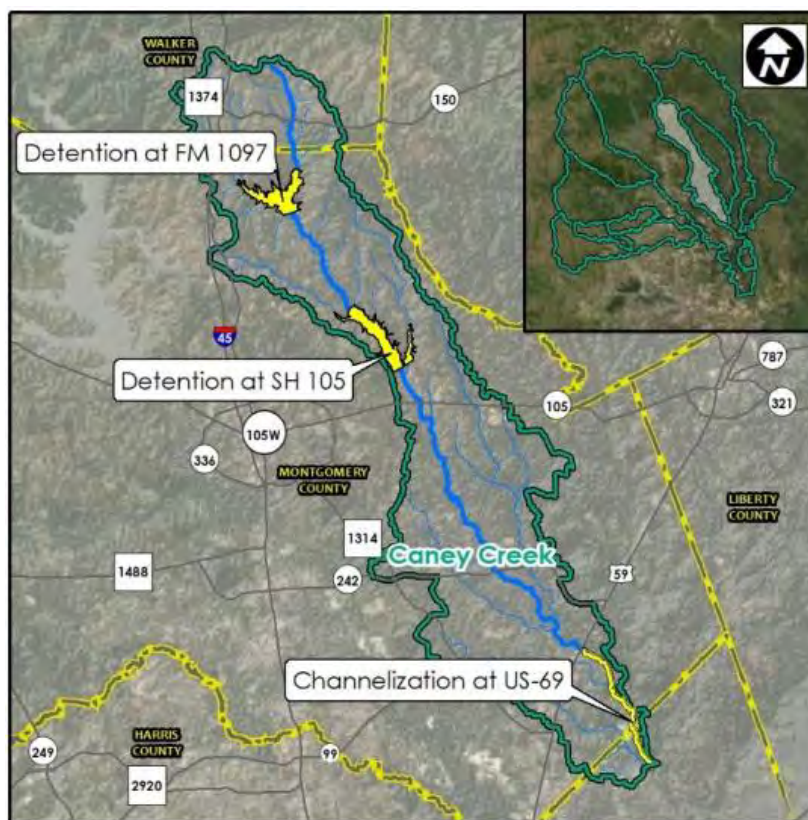 WALKER
COUNTY
1374
150
N
Detention at FM 1097
45
Detention at SH 105
787
321
105
105W
336
MONTGOMERY
COUNTY
LIBERTY
COUNTY
1314
Caney Creek
1488
242
59
Channelization at US-69
HARRIS
COUNTY
249
99
2920